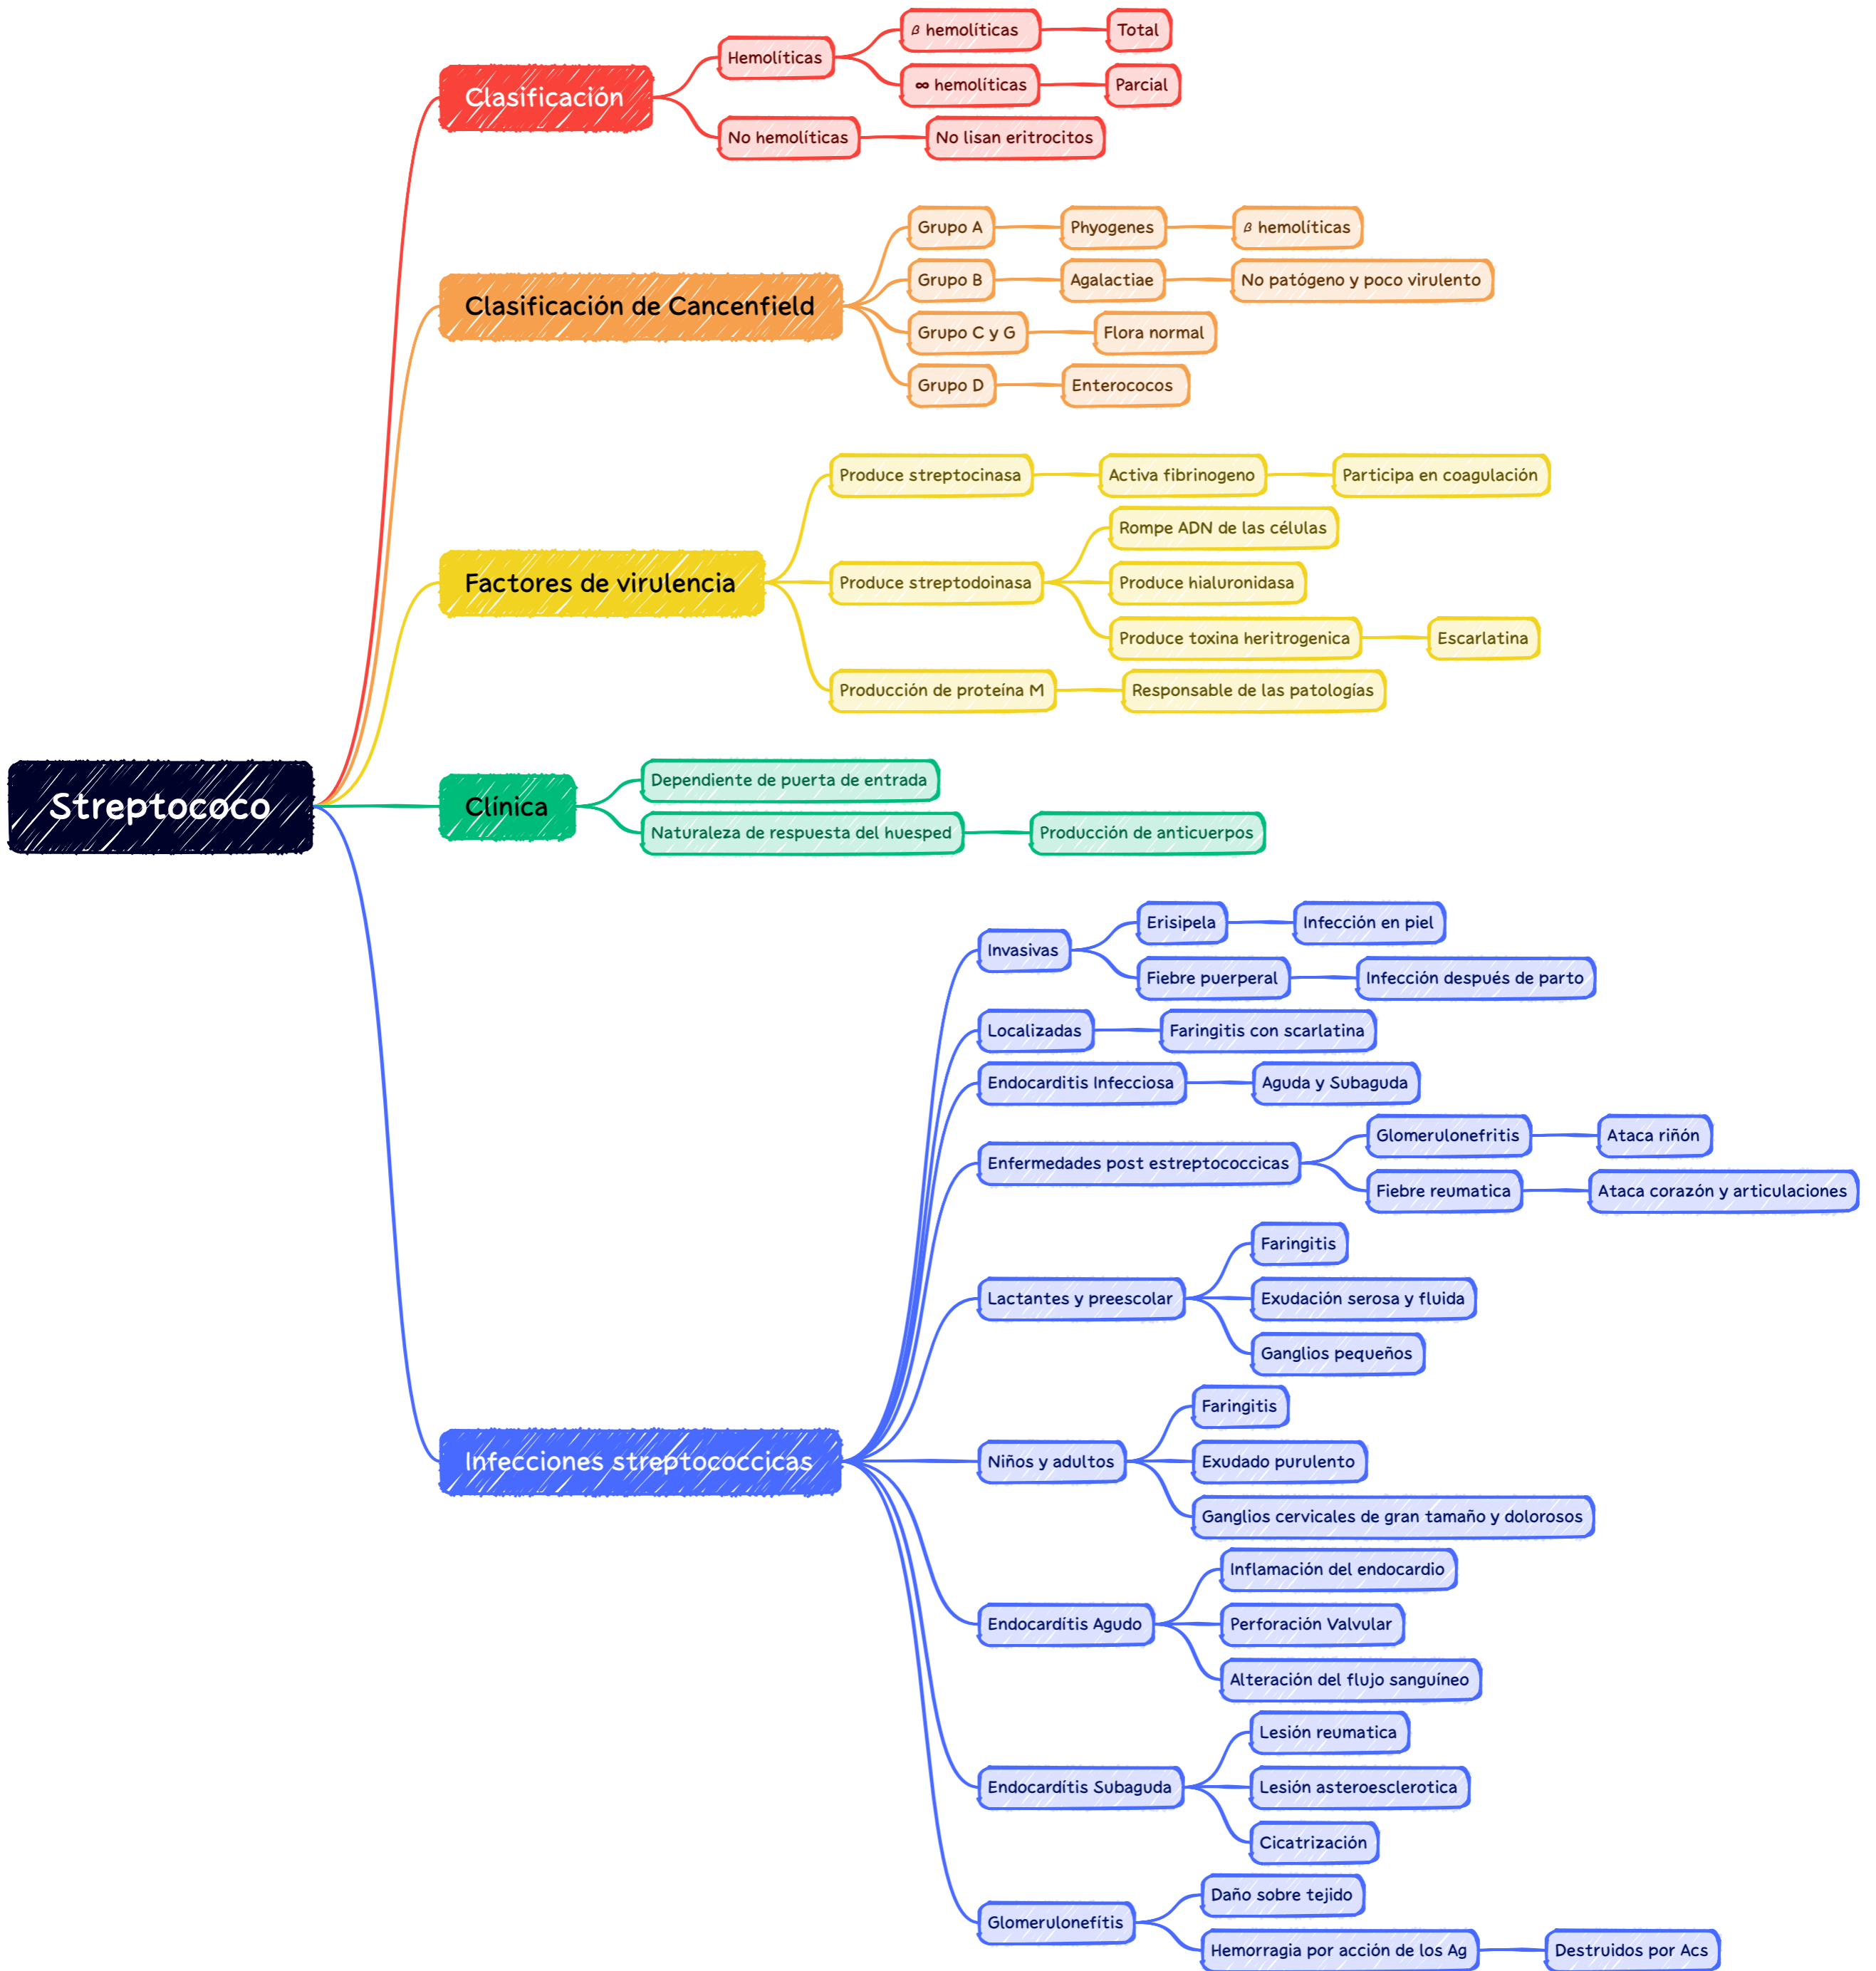 Streptococo
Clasificación
Hemolíticas
β hemolíticas
Total
∞ hemolíticas
Parcial
No hemolíticas
No lisan eritrocitos
Clasificación de Cancenfield
Grupo A
Phyogenes
β hemolíticas
Grupo B
Agalactiae
No patógeno y poco virulento
Grupo C y G
Flora normal
Grupo D
Enterococos
Factores de virulencia
Produce streptocinasa
Activa fibrinogeno
Participa en coagulación
Produce streptodoinasa
Rompe ADN de las células
Produce hialuronidasa
Produce toxina heritrogenica
Escarlatina
Producción de proteína M
Responsable de las patologías
Clínica
Dependiente de puerta de entrada
Naturaleza de respuesta del huesped
Producción de anticuerpos
Infecciones streptococcicas
Invasivas
Erisipela
Infección en piel
Fiebre puerperal
Infección después de parto
Localizadas
Faringitis con scarlatina
Endocarditis Infecciosa
Aguda y Subaguda
Enfermedades post estreptococcicas
Glomerulonefritis
Ataca riñón
Fiebre reumatica
Ataca corazón y articulaciones
Lactantes y preescolar
Faringitis
Exudación serosa y fluida
Ganglios pequeños
Niños y adultos
Faringitis
Exudado purulento
Ganglios cervicales de gran tamaño y dolorosos
Endocardítis Agudo
Inflamación del endocardio
Perforación Valvular
Alteración del flujo sanguíneo
Endocardítis Subaguda
Lesión reumatica
Lesión asteroesclerotica
Cicatrización
Glomerulonefítis
Daño sobre tejido
Hemorragia por acción de los Ag
Destruidos por Acs